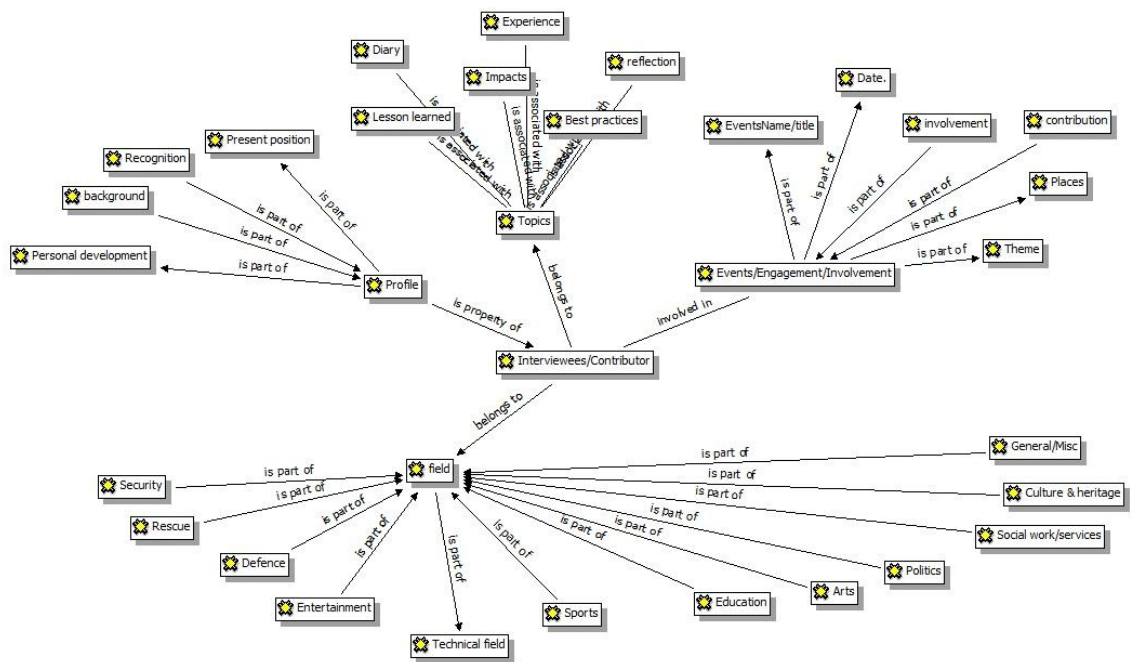 Experience
Diary
Impacts
reflection
Date.
Lesson learned
Best practices
EventsName/title
involvement
contribution
Present position
Recognition
background
Personal development
Places
Theme
Topics
Profile
Events/Engagement/Involvement
is associated with
is associated with
is associated with
is associated with
is part of
is part of
is part of
is part of
is part of
is part of
is part of
is part of
is part of
is part of
is property of
belongs to
involved in
Interviewees/Contributor
belongs to
field
General/Misc
Security
Culture & heritage
Rescue
Social work/services
Defence
Politics
Arts
Entertainment
Sports
Education
Technical field
is part of
is part of
is part of
is part of
is part of
is part of
is part of
is part of
is part of
is part of
is part of
is part of